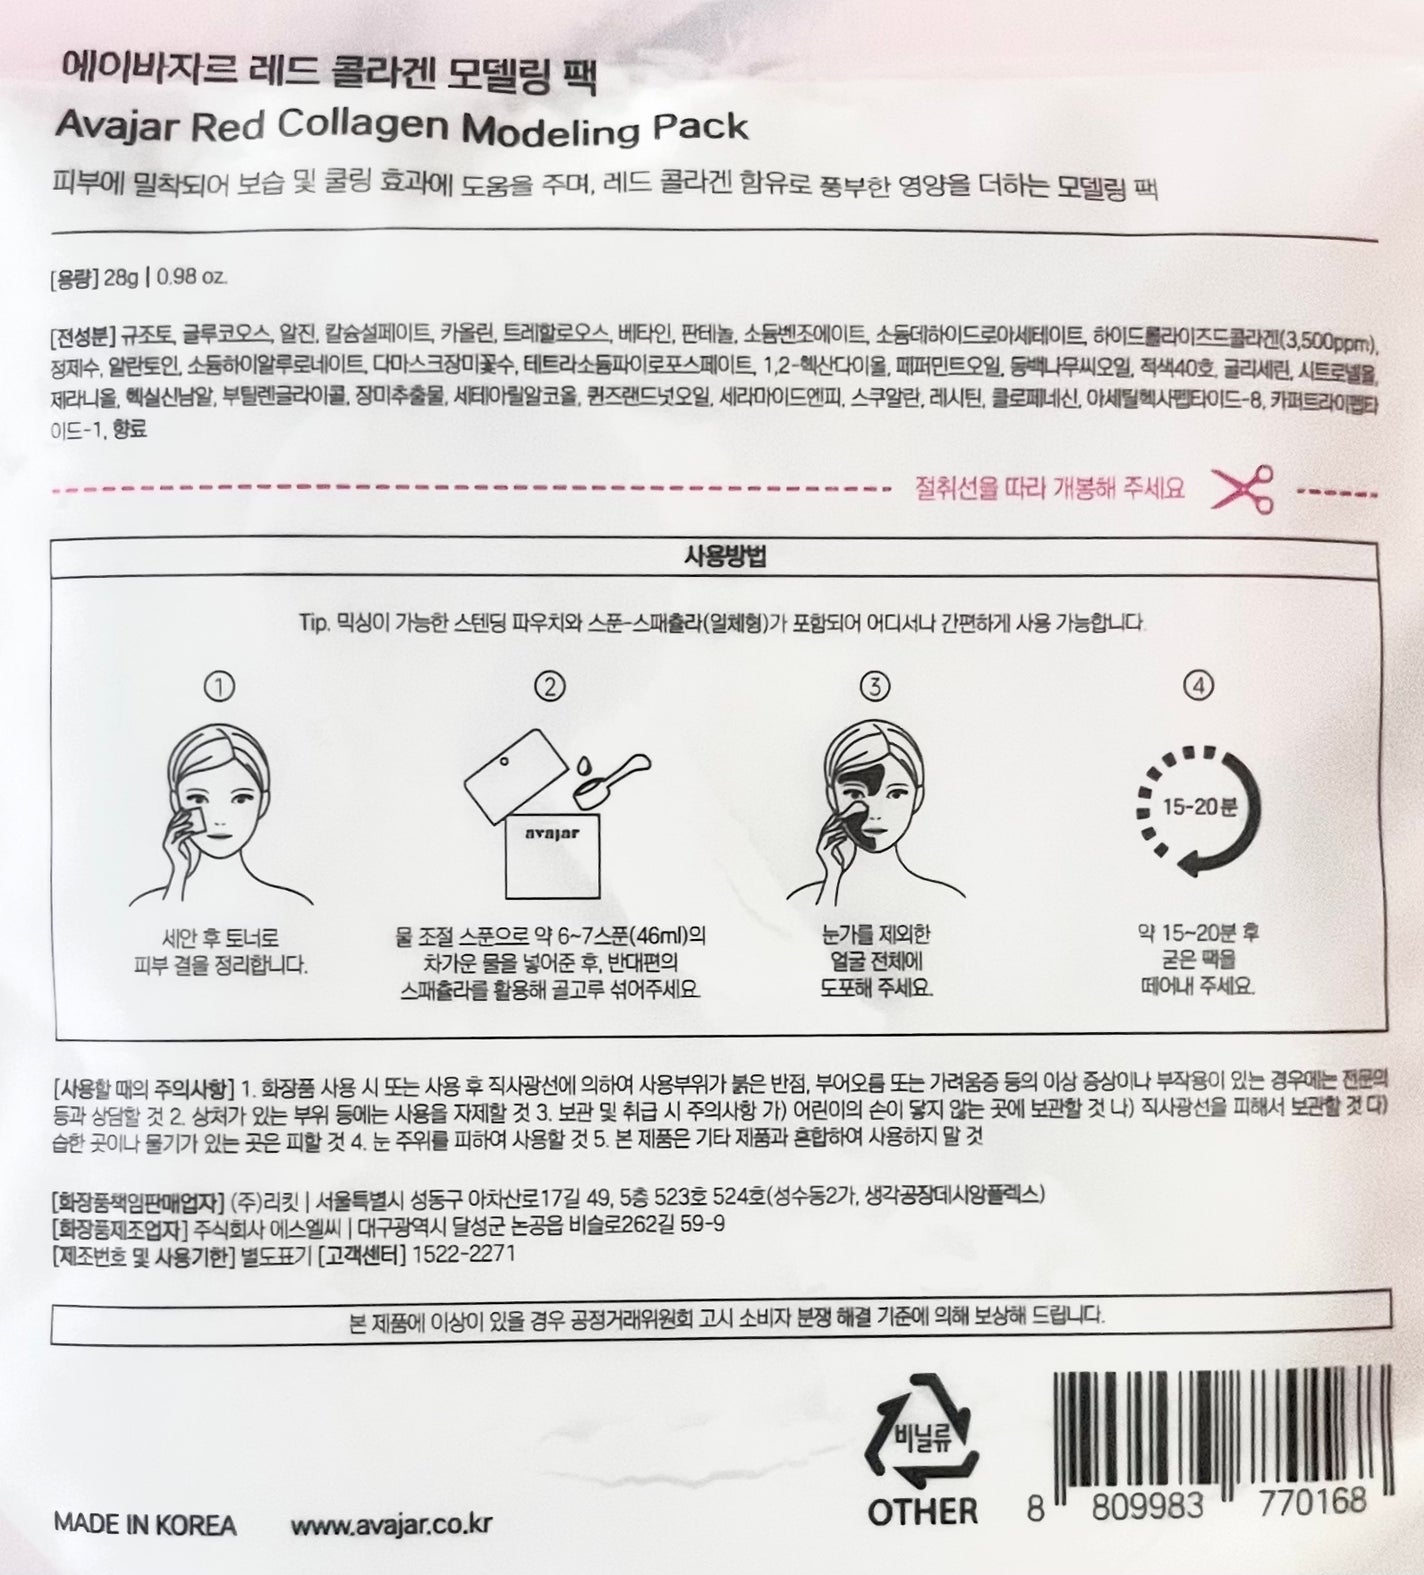 에이바자르 레드 콜라겐 모델링 팩
Avajar Red Collagen Modeling Pack
피부에 밀착되어 보습 및 쿨링 효과에 도움을 주며, 레드 콜라겐 함유로 풍부한 영양을 더하는 모델링 팩
[용량] 28g | 0.98 oz.
[전성분] 규조토, 글루코오스, 알진, 칼슘설페이트, 카올린, 트레할로오스, 베타인, 판테놀, 소듐벤조에이트, 소듐데하이드로아세테이트, 하이드롤라이즈드콜라겐(3,500ppm),
정제수, 알란토인, 소듐하이알루로네이트, 다마스크장미꽃수, 테트라소듐파이로포스페이트, 1,2-헥산다이올, 페퍼민트오일, 동백나무씨오일, 적색40호, 글리세린, 시트로넬올,
제라니올, 헥실신남알, 부틸렌글라이콜, 장미추출물, 세테아릴알코올, 퀸즈랜드넛오일, 세라마이드엔피, 스쿠알란, 레시틴, 클로페네신, 아세틸헥사펩타이드-8, 카퍼트라이펩타
이드-1, 향료
절취선을 따라 개봉해 주세요
사용방법
Tip. 믹싱이 가능한 스텐딩 파우치와 스푼-스패츌라(일체형)가 포함되어 어디서나 간편하게 사용 가능합니다.
① ② ③ ④
avajar
15-20분
세안 후 토너로
피부 결을 정리합니다.
물 조절 스푼으로 약 6~7스푼(46ml)의
차가운 물을 넣어준 후, 반대편의
스패츌라를 활용해 골고루 섞어주세요.
눈가를 제외한
얼굴 전체에
도포해 주세요.
약 15~20분 후
굳은 팩을
떼어내 주세요.
[사용할 때의 주의사항] 1. 화장품 사용 시 또는 사용 후 직사광선에 의하여 사용부위가 붉은 반점, 부어오름 또는 가려움증 등의 이상 증상이나 부작용이 있는 경우에는 전문의
등과 상담할 것 2. 상처가 있는 부위 등에는 사용을 자제할 것 3. 보관 및 취급 시 주의사항 가) 어린이의 손이 닿지 않는 곳에 보관할 것 나) 직사광선을 피해서 보관할 것 다)
습한 곳이나 물기가 있는 곳은 피할 것 4. 눈 주위를 피하여 사용할 것 5. 본 제품은 기타 제품과 혼합하여 사용하지 말 것
[화장품책임판매업자] (주)리킷 | 서울특별시 성동구 아차산로17길 49, 5층 523호 524호(성수동2가, 생각공장데시앙플렉스)
[화장품제조업자] 주식회사 에스엘씨 | 대구광역시 달성군 논공읍 비슬로262길 59-9
[제조번호 및 사용기한] 별도표기 [고객센터] 1522-2271
본 제품에 이상이 있을 경우 공정거래위원회 고시 소비자 분쟁 해결 기준에 의해 보상해 드립니다.
비닐류
OTHER
8 809983 770168
MADE IN KOREA www.avajar.co.kr